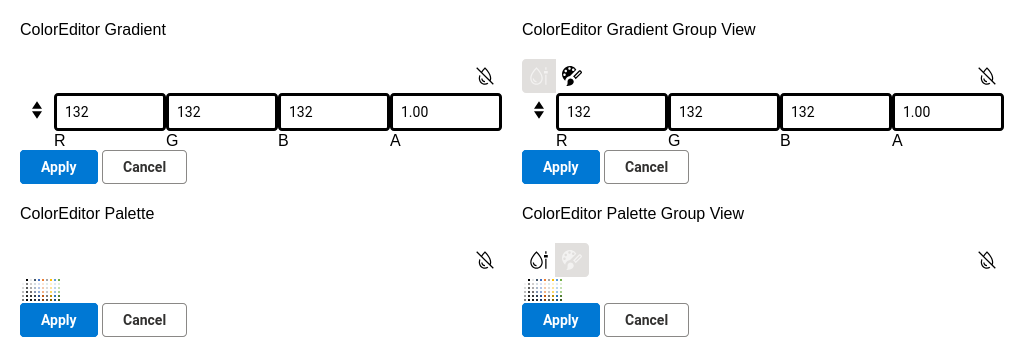 ColorEditor Gradient
132 132 132 1.00
R G B A
Apply Cancel
ColorEditor Gradient Group View
132 132 132 1.00
R G B A
Apply Cancel
ColorEditor Palette
Apply Cancel
ColorEditor Palette Group View
Apply Cancel